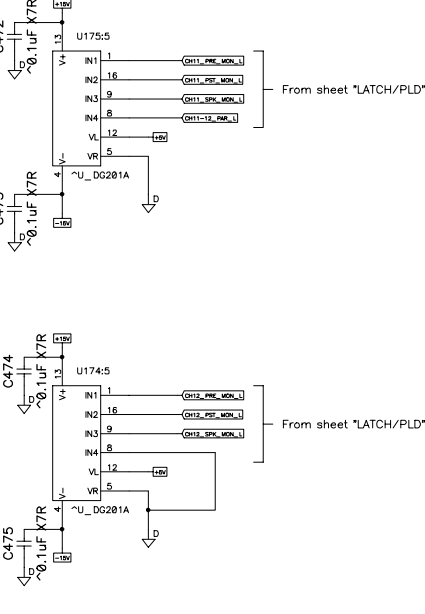 +15V
~0.1uF X7R
D
13
U175:5
V+
IN1 1 CH11_PRE_MON_L
IN2 16 CH11_PST_MON_L
IN3 9 CH11_SPK_MON_L
IN4 8 CH11-12_PAR_L
From sheet "LATCH/PLD"
VL 12 +5V
VR 5
V-
4
^U_DG201A
D
~0.1uF X7R
D
-15V
+15V
C474
~0.1uF X7R
D
13
U174:5
V+
IN1 1 CH12_PRE_MON_L
IN2 16 CH12_PST_MON_L
IN3 9 CH12_SPK_MON_L
IN4 8
From sheet "LATCH/PLD"
VL 12 +5V
VR 5
V-
4
^U_DG201A
D
C475
~0.1uF X7R
D
-15V